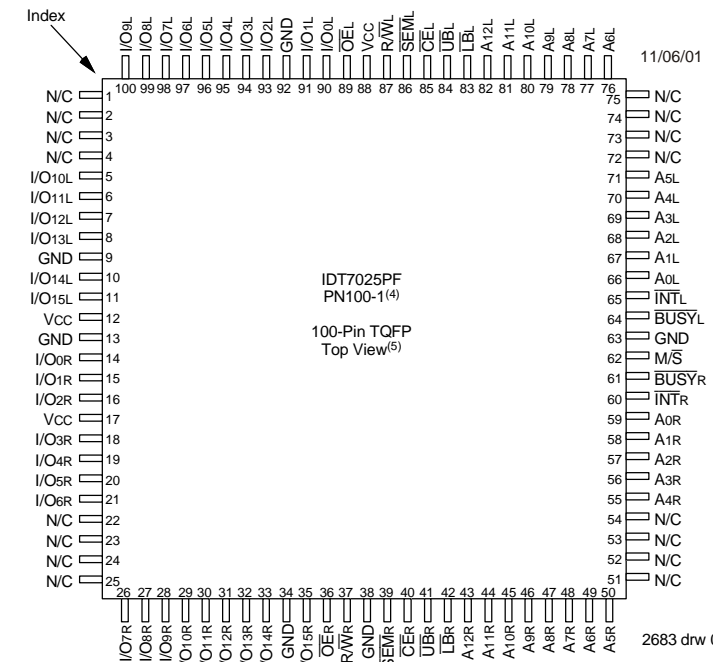 Index
I/O9L
I/O8L
I/O7L
I/O6L
I/O5L
I/O4L
I/O3L
I/O2L
GND
I/O1L
I/O0L
OEL
VCC
R/WL
SEML
CEL
UBL
LBL
A12L
A11L
A10L
A9L
A8L
A7L
A6L
11/06/01
100 99 98 97 96 95 94 93 92 91 90 89 88 87 86 85 84 83 82 81 80 79 78 77 76
N/C 1
N/C 2
N/C 3
N/C 4
I/O10L 5
I/O11L 6
I/O12L 7
I/O13L 8
GND 9
I/O14L 10
I/O15L 11
VCC 12
GND 13
I/O0R 14
I/O1R 15
I/O2R 16
VCC 17
I/O3R 18
I/O4R 19
I/O5R 20
I/O6R 21
N/C 22
N/C 23
N/C 24
N/C 25
IDT7025PF
PN100-1(4)
100-Pin TQFP
Top View(5)
75 N/C
74 N/C
73 N/C
72 N/C
71 A5L
70 A4L
69 A3L
68 A2L
67 A1L
66 A0L
65 INTL
64 BUSYL
63 GND
62 M/S
61 BUSYR
60 INTR
59 A0R
58 A1R
57 A2R
56 A3R
55 A4R
54 N/C
53 N/C
52 N/C
51 N/C
26 27 28 29 30 31 32 33 34 35 36 37 38 39 40 41 42 43 44 45 46 47 48 49 50
I/O7R
I/O8R
I/O9R
/O10R
/O11R
/O12R
/O13R
/O14R
GND
/O15R
OER
R/WR
GND
SEMR
CER
UBR
LBR
A12R
A11R
A10R
A9R
A8R
A7R
A6R
A5R
2683 drw 0